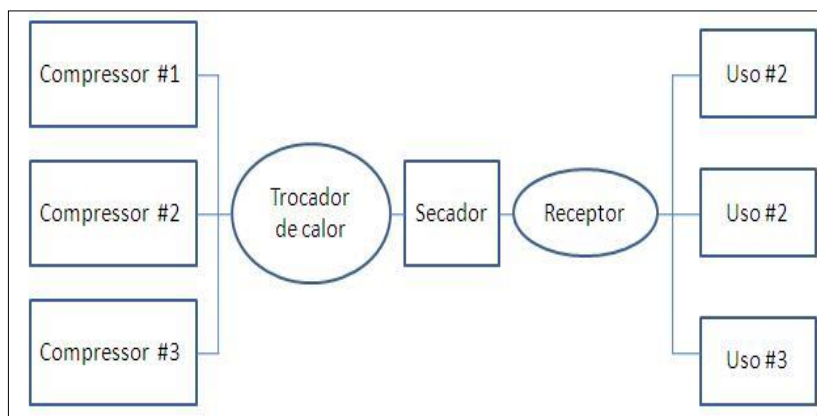 Compressor #1
Compressor #2
Compressor #3
Trocador
de calor
Secador
Receptor
Uso #2
Uso #2
Uso #3